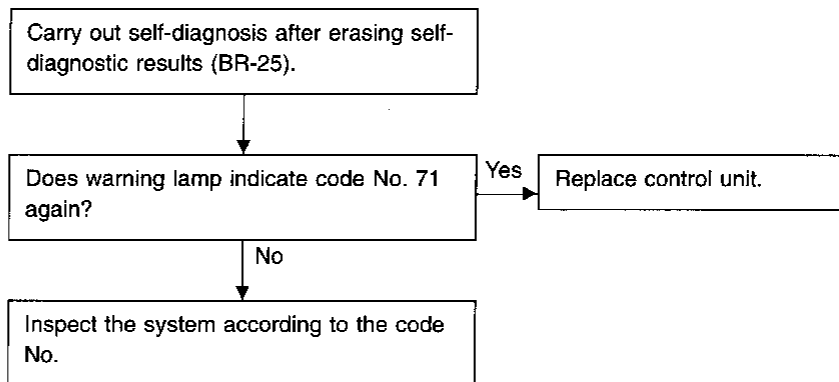 Carry out self-diagnosis after erasing self-
diagnostic results (BR-25).
Does warning lamp indicate code No. 71
again?
Yes
Replace control unit.
No
Inspect the system according to the code
No.